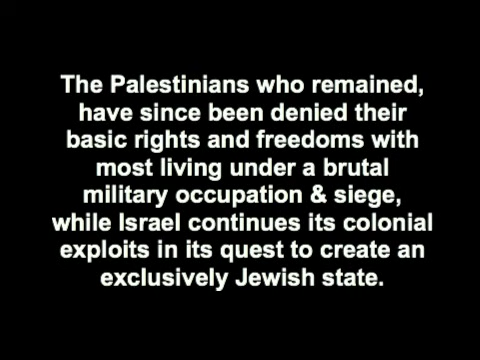 The Palestinians who remained,
have since been denied their
basic rights and freedoms with
most living under a brutal
military occupation & siege,
while Israel continues its colonial
exploits in its quest to create an
exclusively Jewish state.